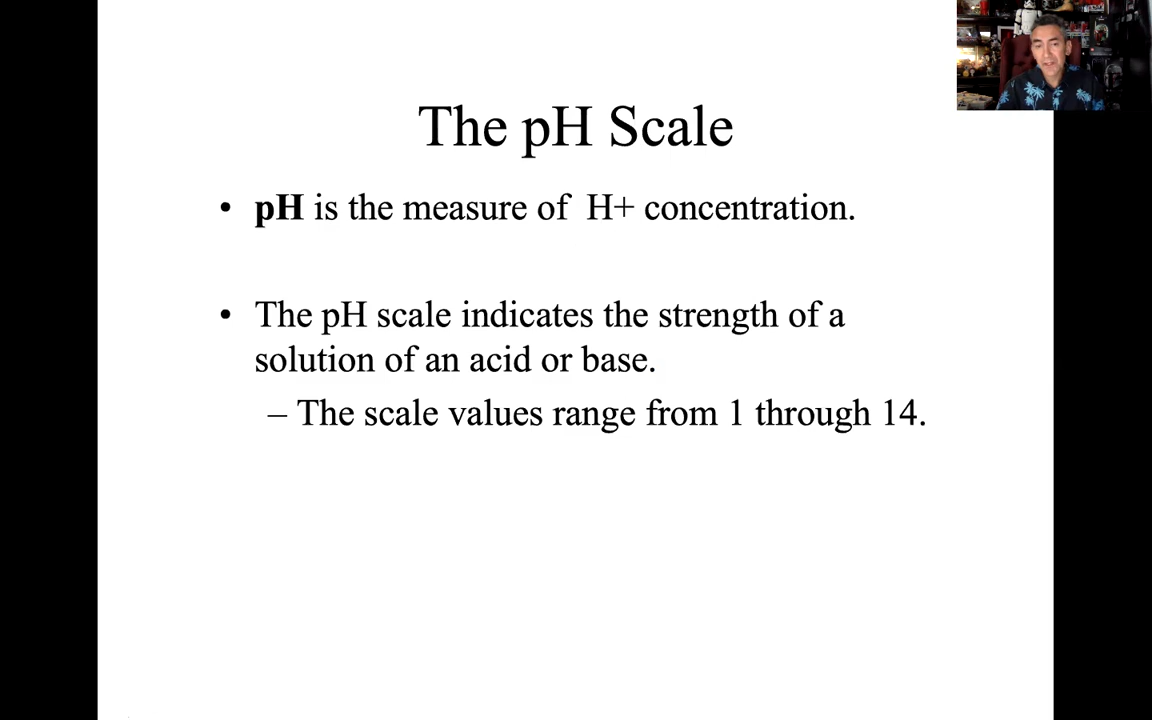 The pH Scale
• pH is the measure of  H+ concentration.
• The pH scale indicates the strength of a
solution of an acid or base.
– The scale values range from 1 through 14.